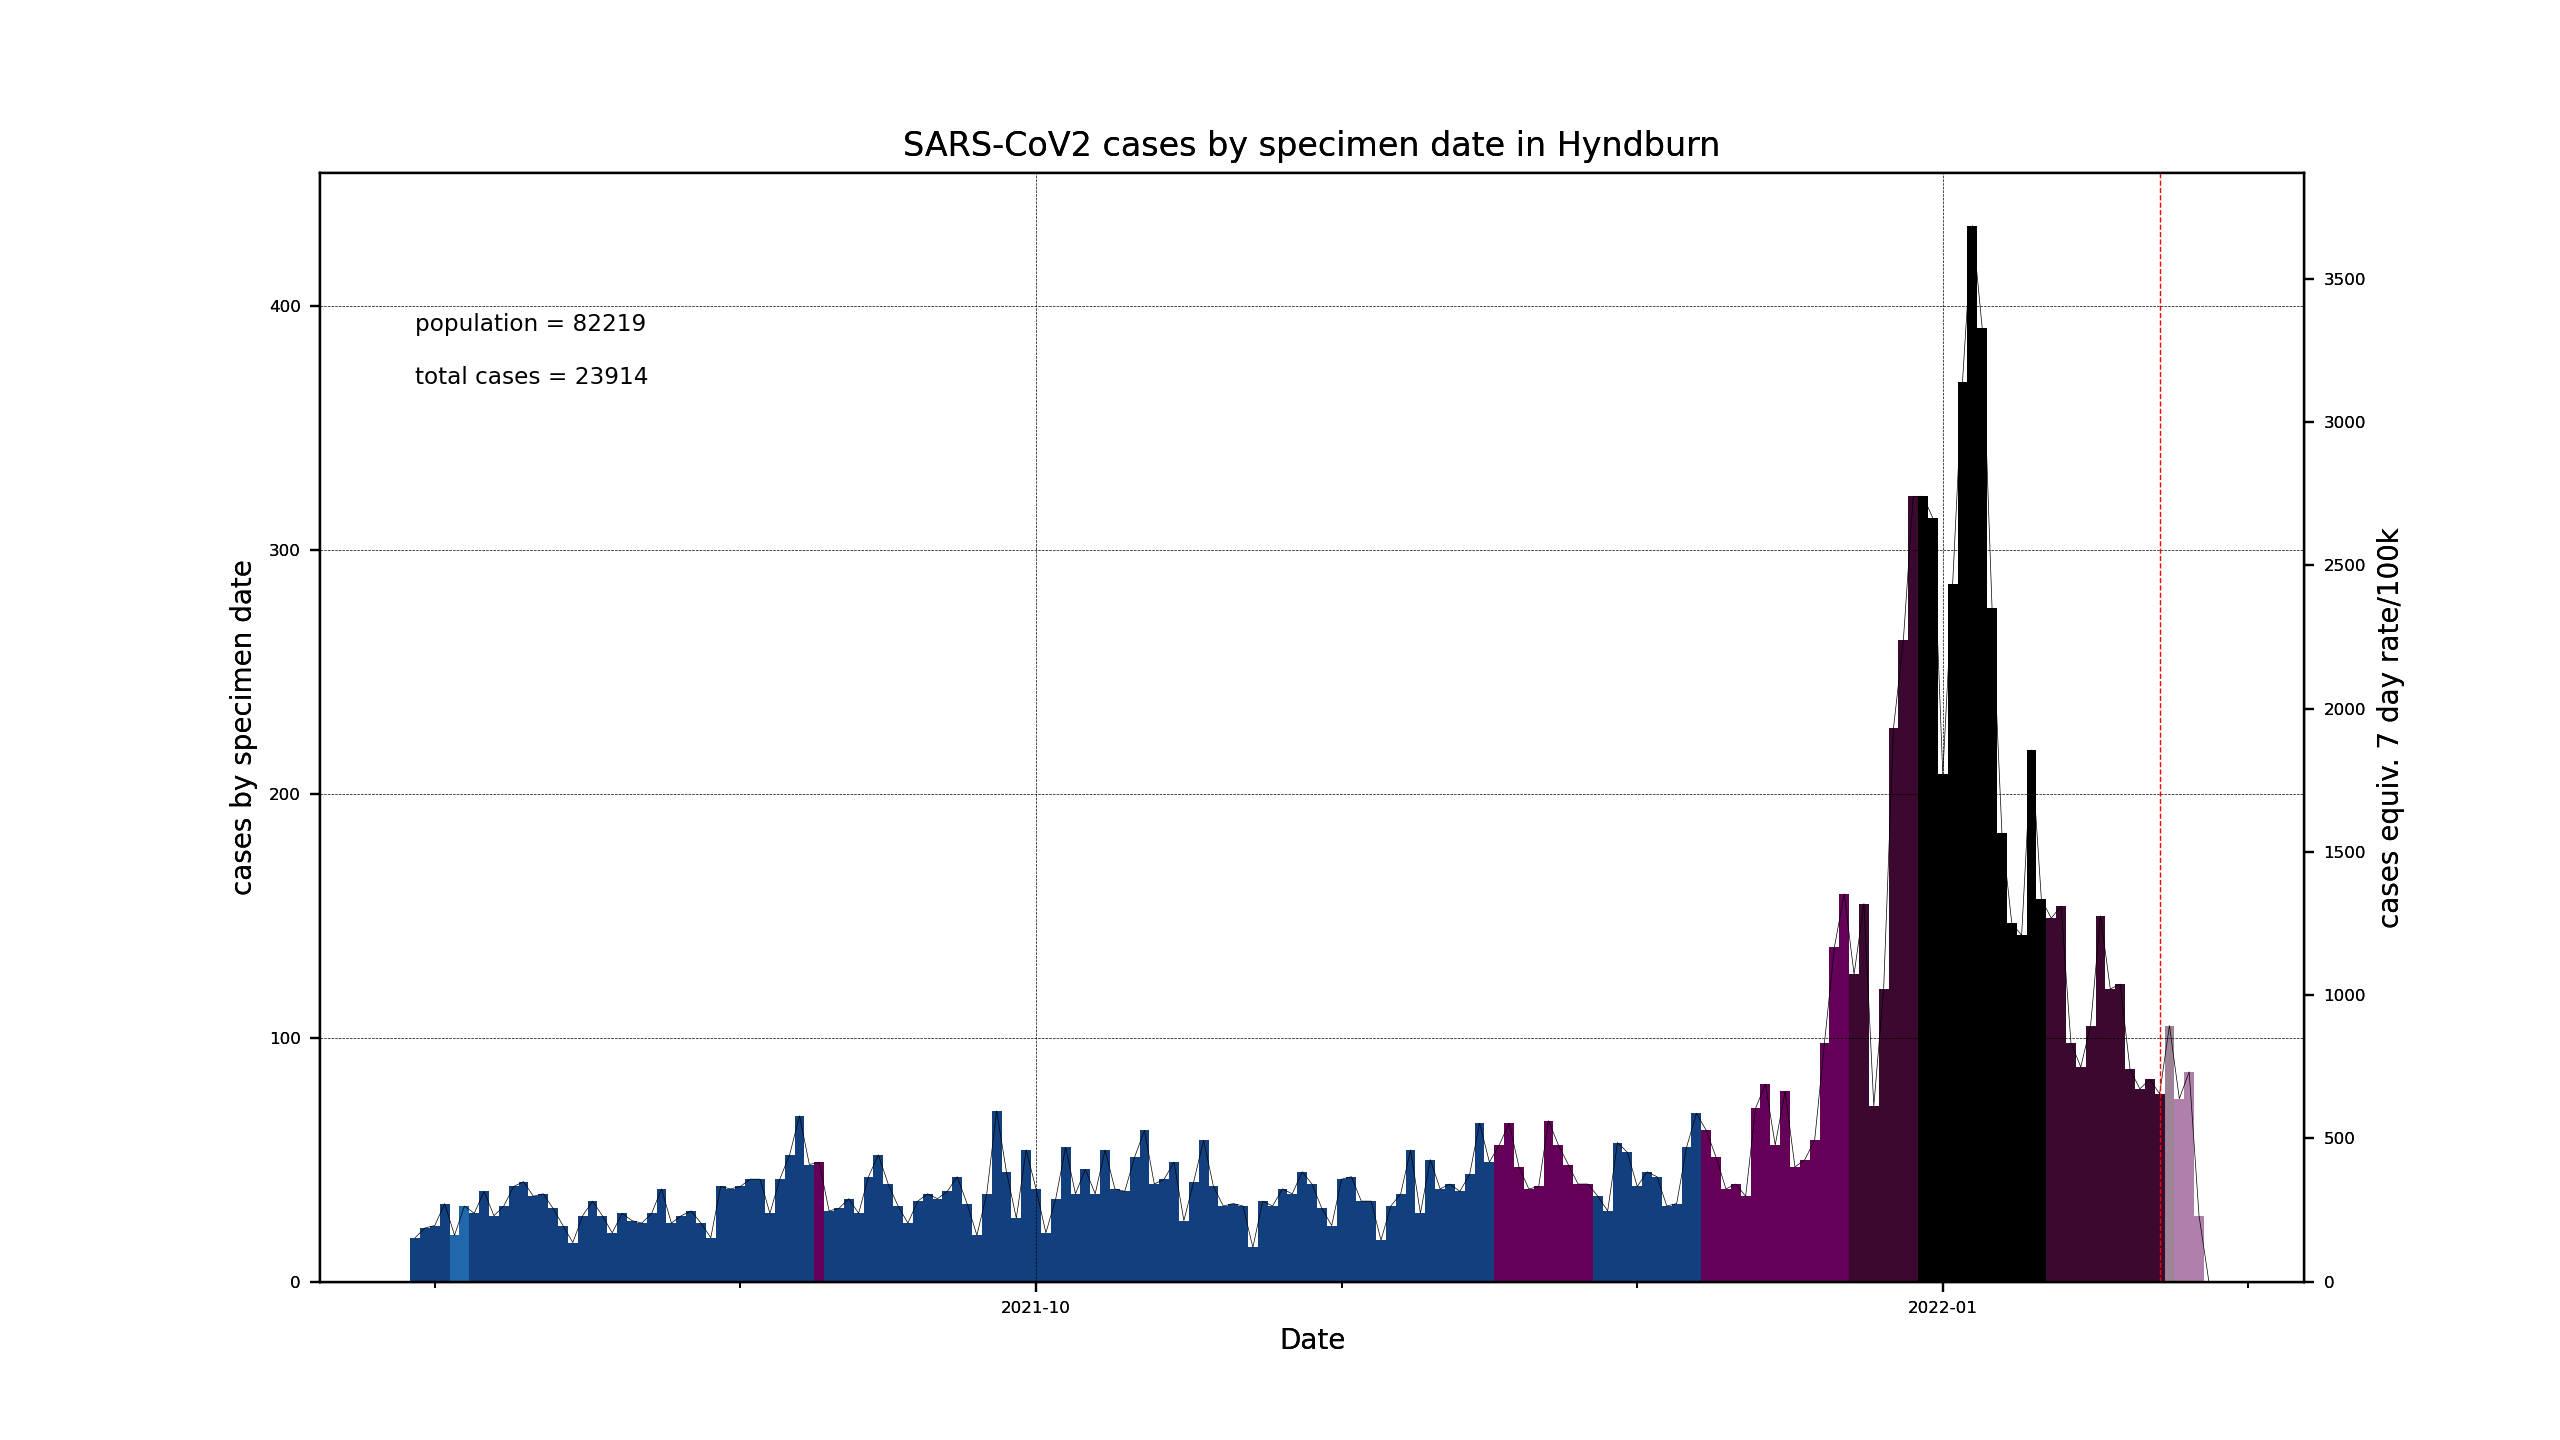 SARS-CoV2 cases by specimen date in Hyndburn
population = 82219
total cases = 23914
cases by specimen date
400
300
200
100
0
3500
3000
2500
2000
1500
1000
500
0
cases equiv. 7 day rate/100k
2021-10
2022-01
Date